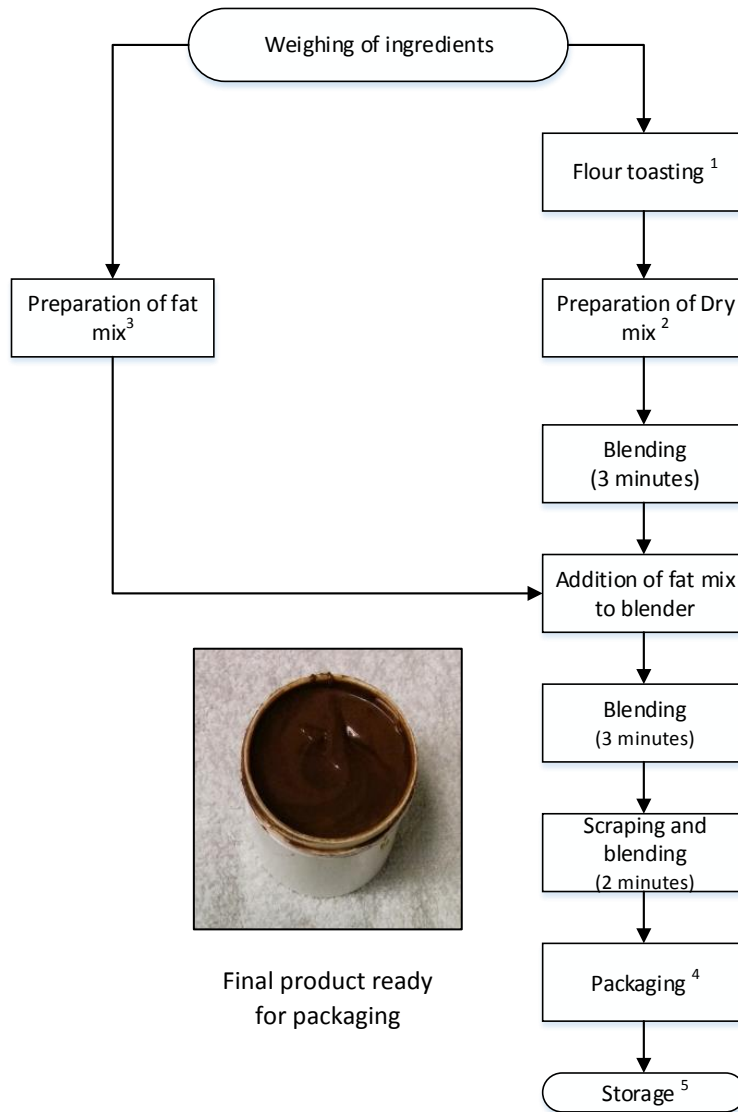 Weighing of ingredients
Flour toasting 1
Preparation of fat
mix3
Preparation of Dry
mix 2
Blending
(3 minutes)
Addition of fat mix
to blender
Blending
(3 minutes)
Scraping and
blending
(2 minutes)
Final product ready
for packaging
Packaging 4
Storage 5